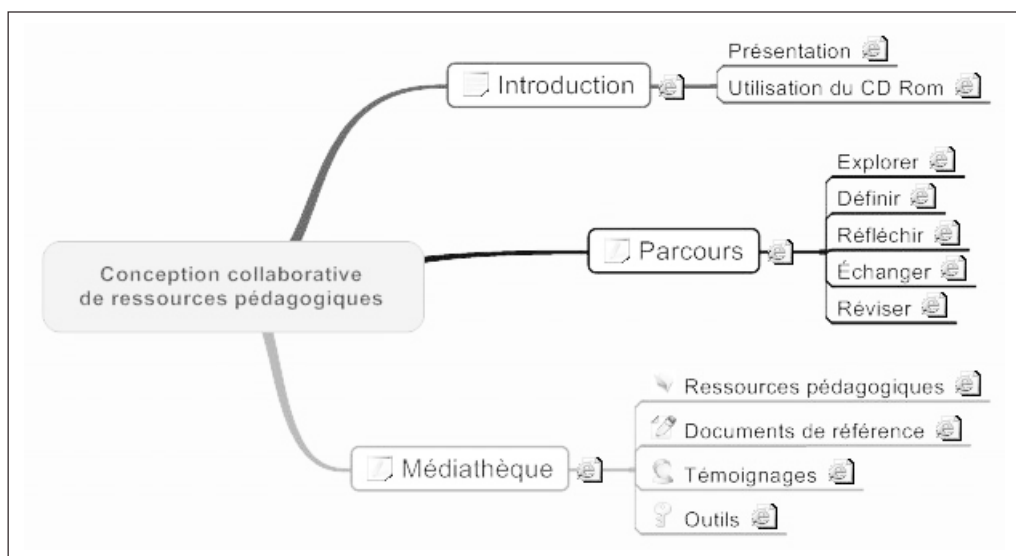 Conception collaborative
de ressources pédagogiques
Introduction
Présentation
Utilisation du CD Rom
Parcours
Explorer
Définir
Réfléchir
Échanger
Réviser
Médiathèque
Ressources pédagogiques
Documents de référence
Témoignages
Outils